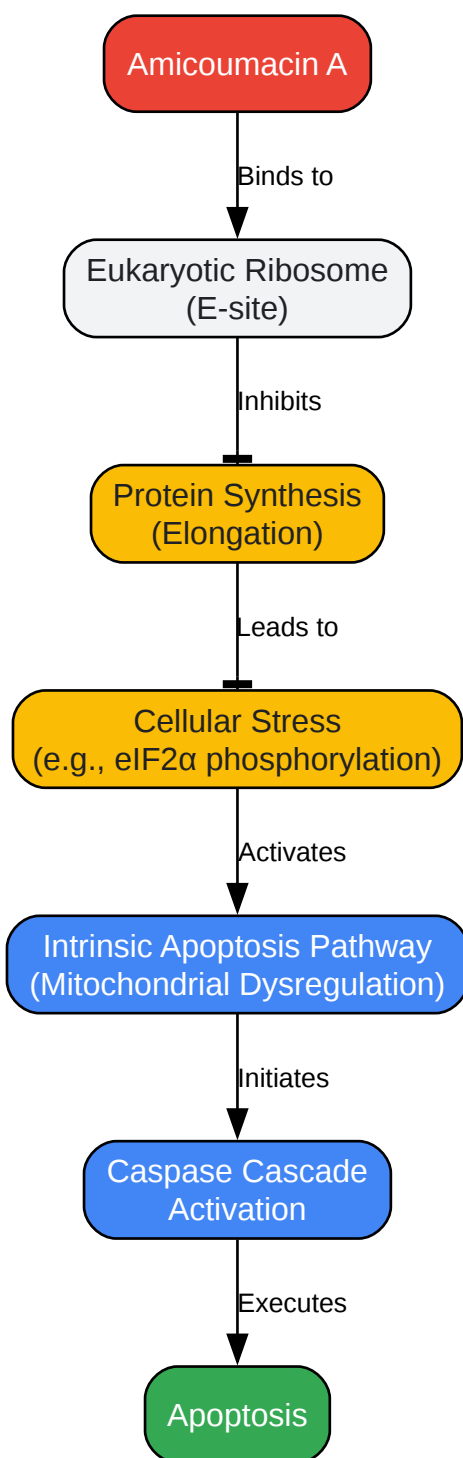 Amicoumacin A
Binds to
Eukaryotic Ribosome
(E-site)
Inhibits
Protein Synthesis
(Elongation)
Leads to
Cellular Stress
(e.g., eIF2α phosphorylation)
Activates
Intrinsic Apoptosis Pathway
(Mitochondrial Dysregulation)
Initiates
Caspase Cascade
Activation
Executes
Apoptosis